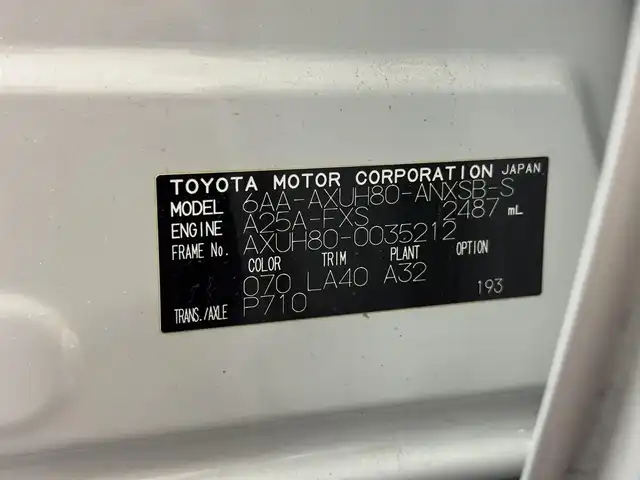 TOYOTA MOTOR CORPORATION JAPAN
MODEL 6AA-AXUH80-ANXSB-S
ENGINE A25A-FXS 2487 mL
FRAME No. AXUH80-0035212
COLOR TRIM PLANT OPTION
070 LA40 A32
TRANS./AXLE P710 193